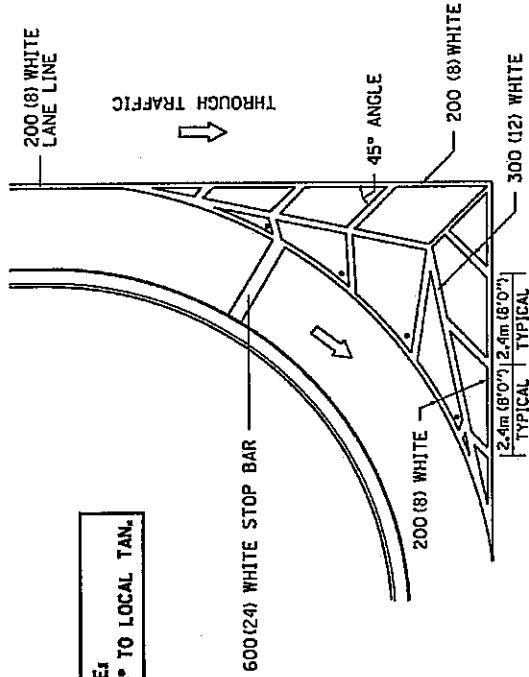 200 (8) WHITE
LANE LINE
THROUGH TRAFFIC
45° ANGLE
200 (8) WHITE
300 (12) WHITE
E:
° TO LOCAL TAN.
600(24) WHITE STOP BAR
200 (8) WHITE
2.4m (8'0")
TYPICAL
2.4m (8'0")
TYPICAL